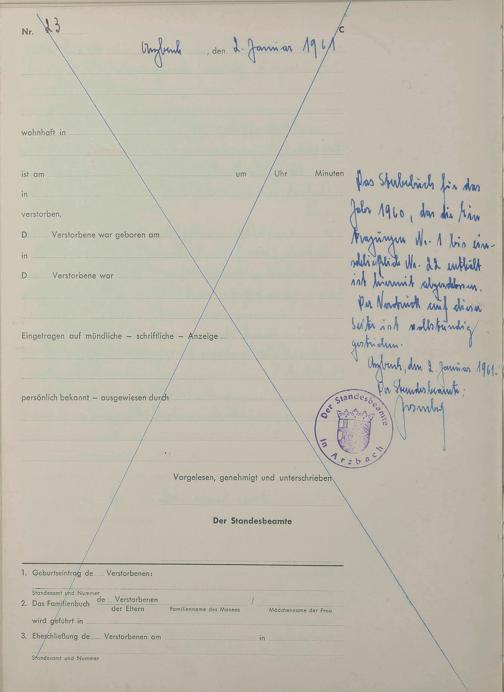 Nr. 23 C
Arzbach, den 2. Januar 1961
wohnhaft in
ist am um Uhr Minuten
in
verstorben.
D Verstorbene war geboren am
in
D Verstorbene war
Eingetragen auf mündliche – schriftliche – Anzeige
persönlich bekannt – ausgewiesen durch
Vorgelesen, genehmigt und unterschrieben
Der Standesbeamte
1. Geburtseintrag de Verstorbenen:
Standesamt und Nummer
2. Das Familienbuch de Verstorbenen /
der Eltern Familienname des Mannes Mädchenname der Frau
wird geführt in
3. Eheschließung de Verstorbenen am in
Standesamt und Nummer
Das Sterbebuch für das
Jahr 1960, das die Ein
tragungen Nr. 1 bis ein-
schließlich Nr. 22 enthält
ist hiermit abgeschlossen.
Der Vordruck auf dieser
Seite ist vollständig
gestrichen.
Arzbach, den 2. Januar 1961.
Der Standesbeamte:
Der Standesbeamte
in Arzbach